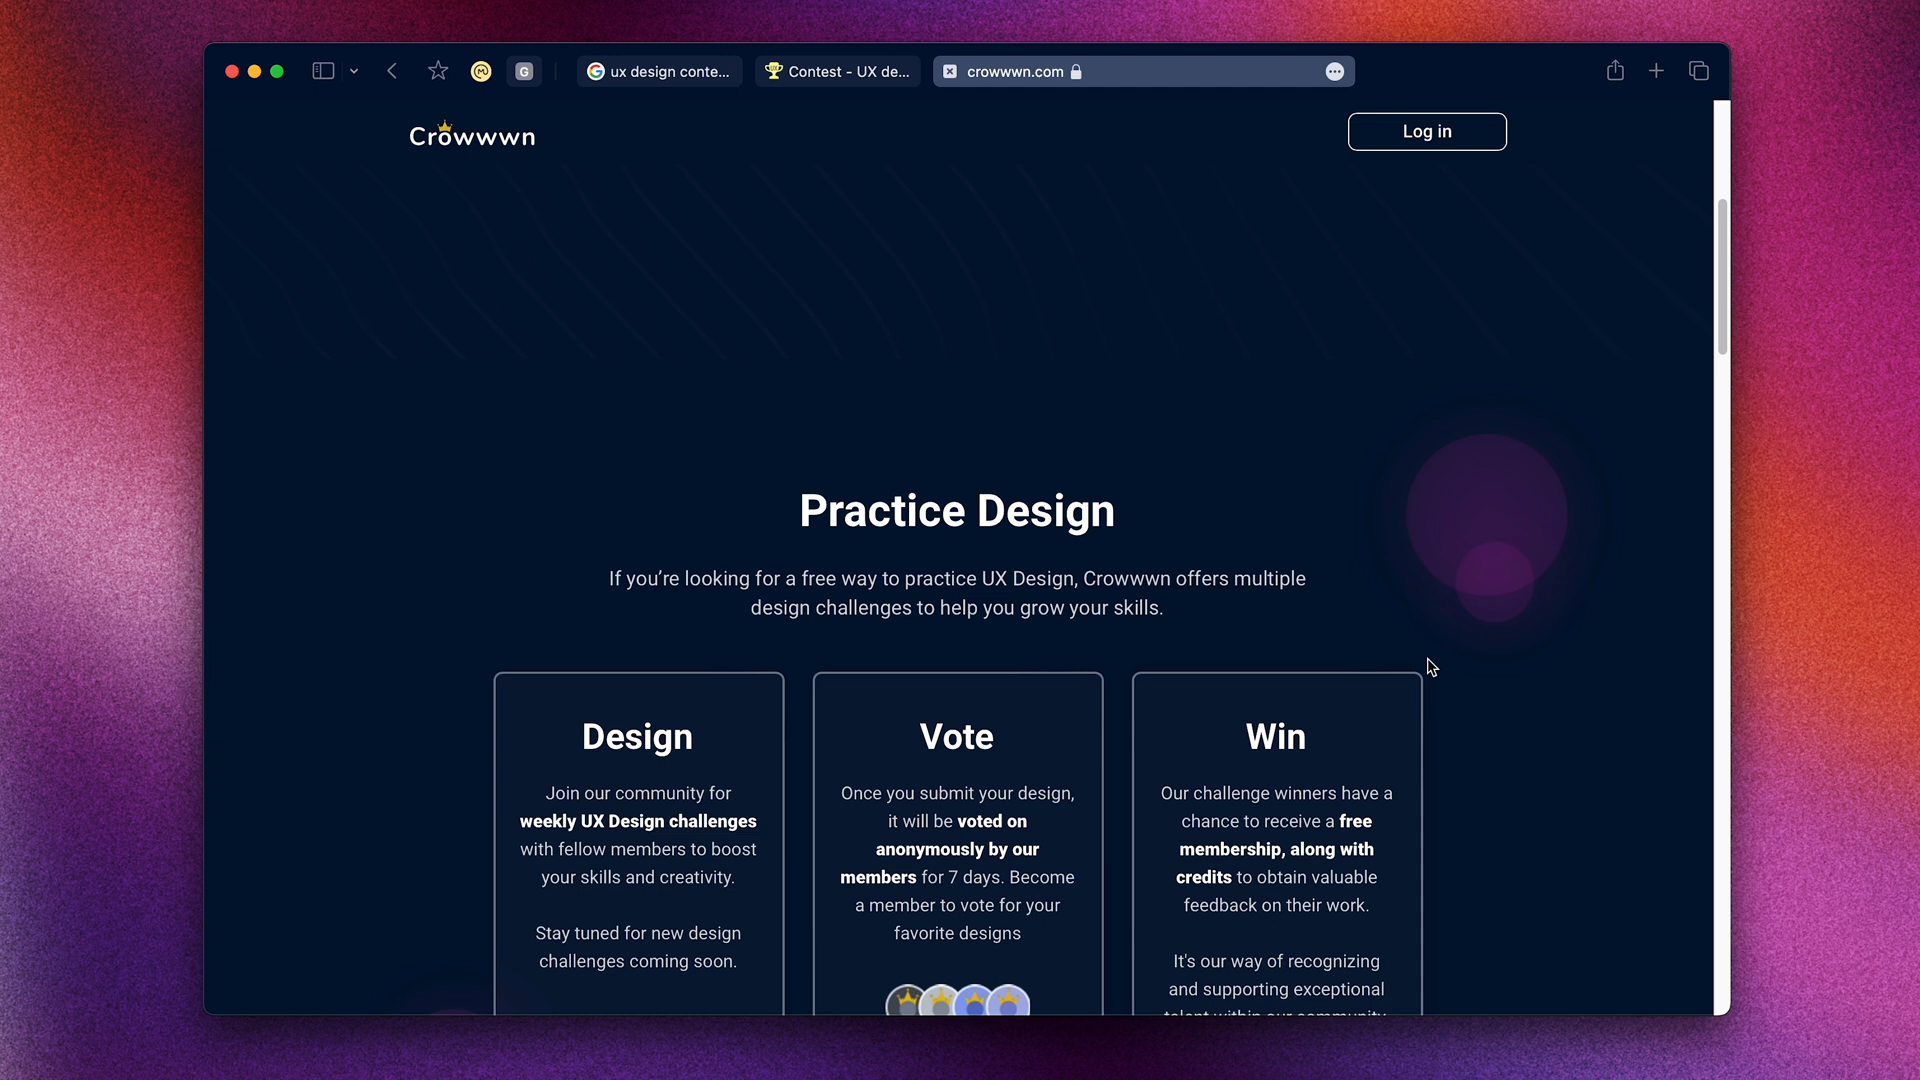 G
ux design conte...
Contest - UX de...
crowwwn.com
Crowwwn
Log in
Practice Design
If you’re looking for a free way to practice UX Design, Crowwwn offers multiple
design challenges to help you grow your skills.
Design
Join our community for
weekly UX Design challenges
with fellow members to boost
your skills and creativity.
Stay tuned for new design
challenges coming soon.
Vote
Once you submit your design,
it will be voted on
anonymously by our
members for 7 days. Become
a member to vote for your
favorite designs
Win
Our challenge winners have a
chance to receive a free
membership, along with
credits to obtain valuable
feedback on their work.
It's our way of recognizing
and supporting exceptional
talent within our community.